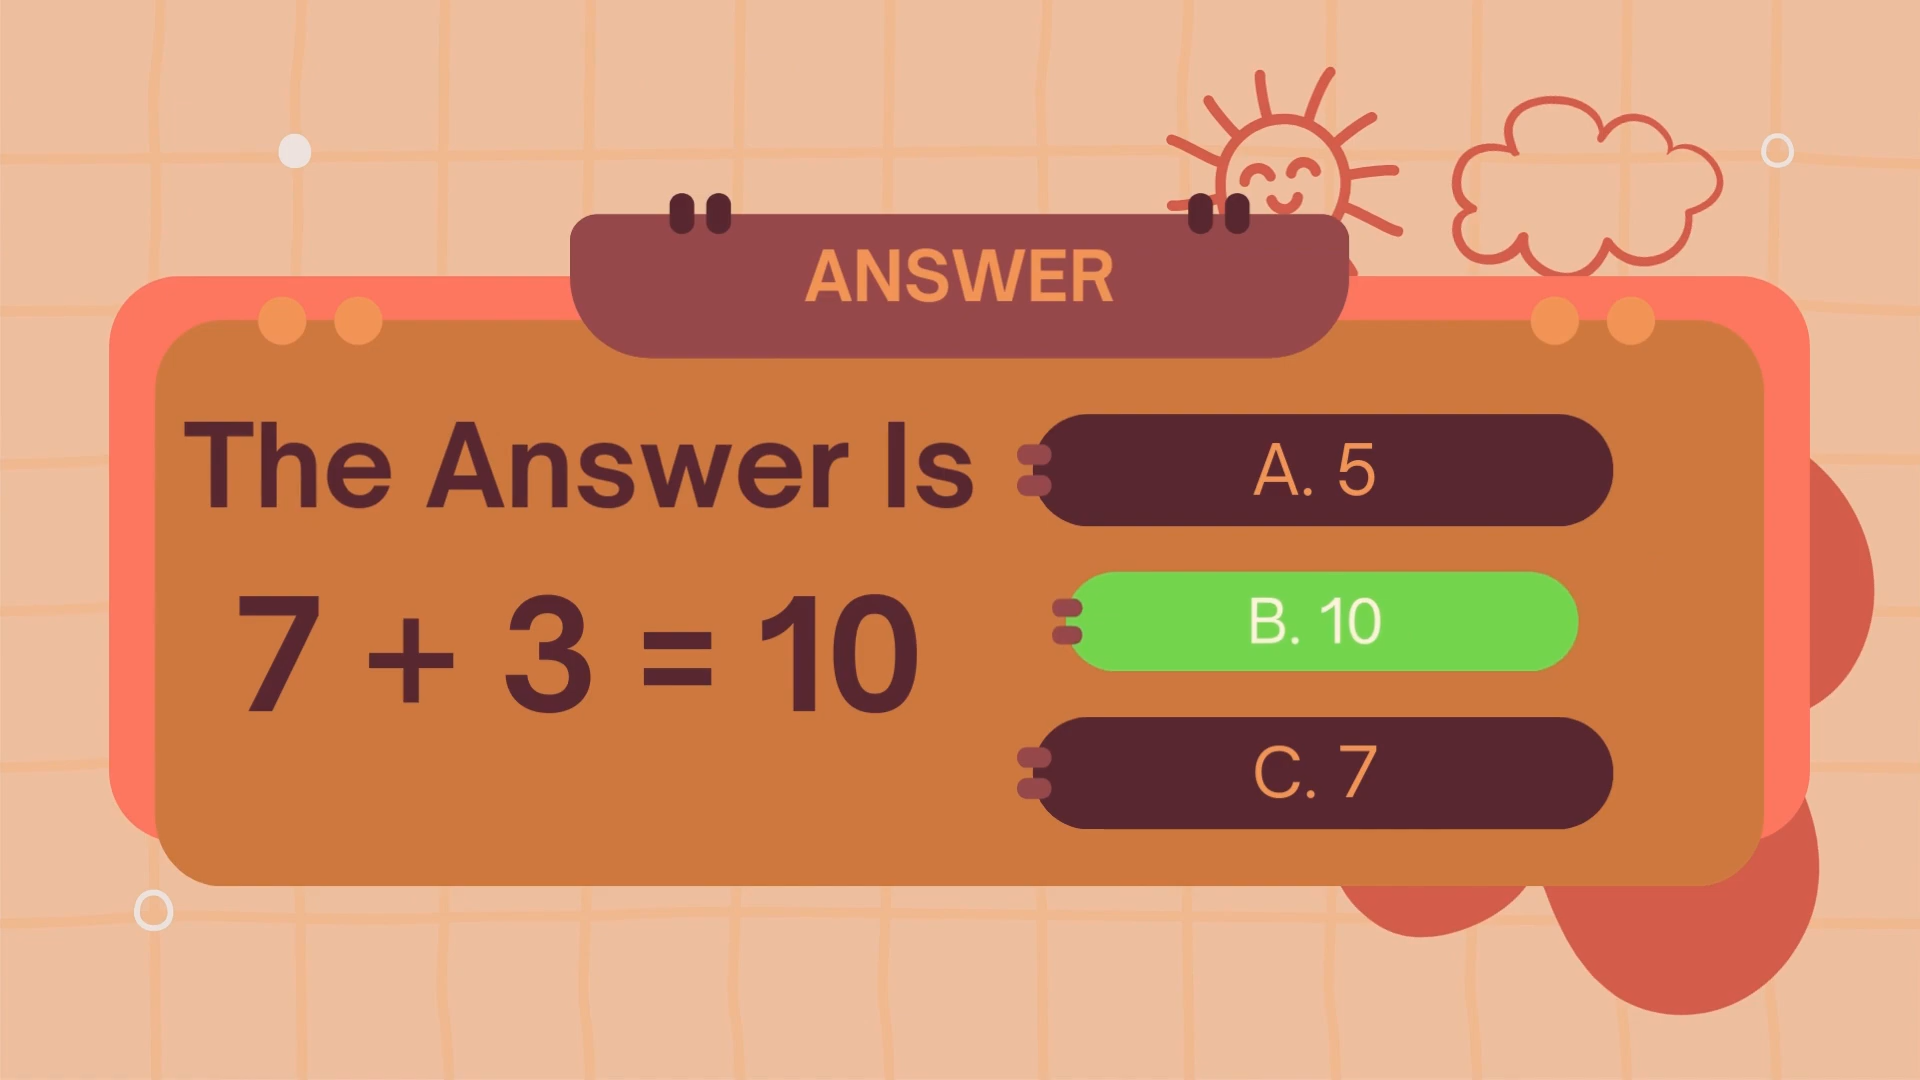 ANSWER
The Answer Is
7 + 3 = 10
A. 5
B. 10
C. 7